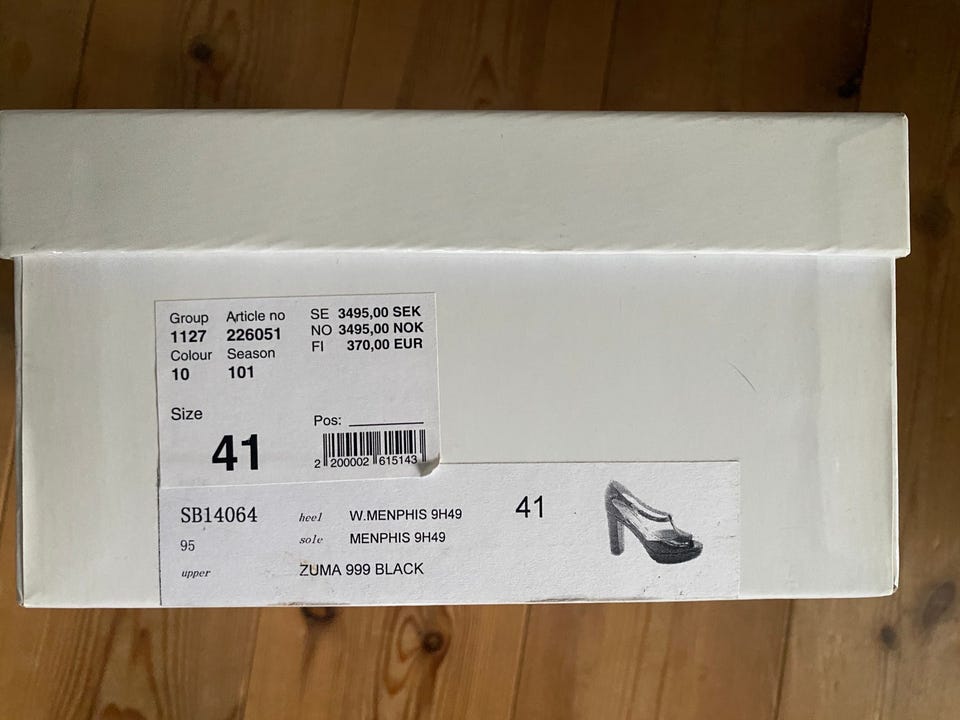 Group Article no SE 3495,00 SEK
1127 226051 NO 3495,00 NOK
Colour Season FI 370,00 EUR
10 101
Size Pos:
41
2 200002 615143
SB14064 heel W.MENPHIS 9H49 41
95 sole MENPHIS 9H49
upper ZUMA 999 BLACK